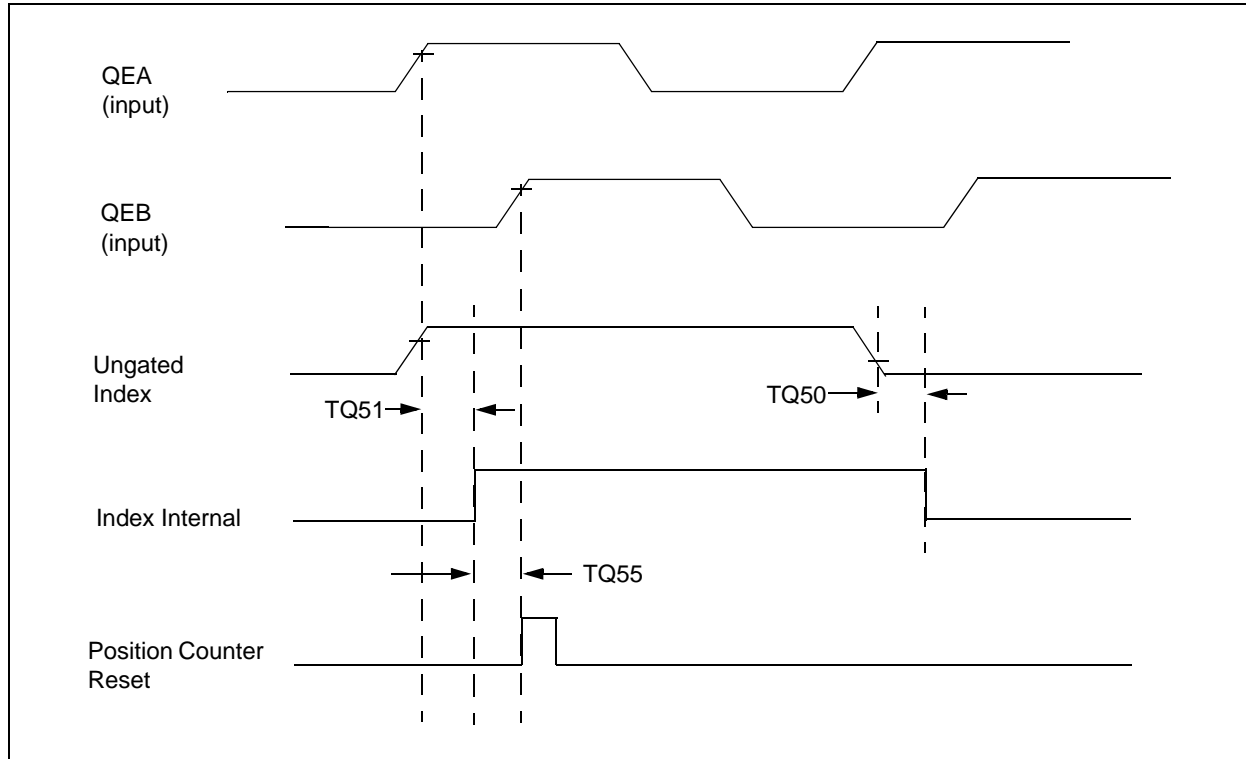 QEA
(input)
QEB
(input)
Ungated
Index
TQ51
TQ50
Index Internal
TQ55
Position Counter
Reset